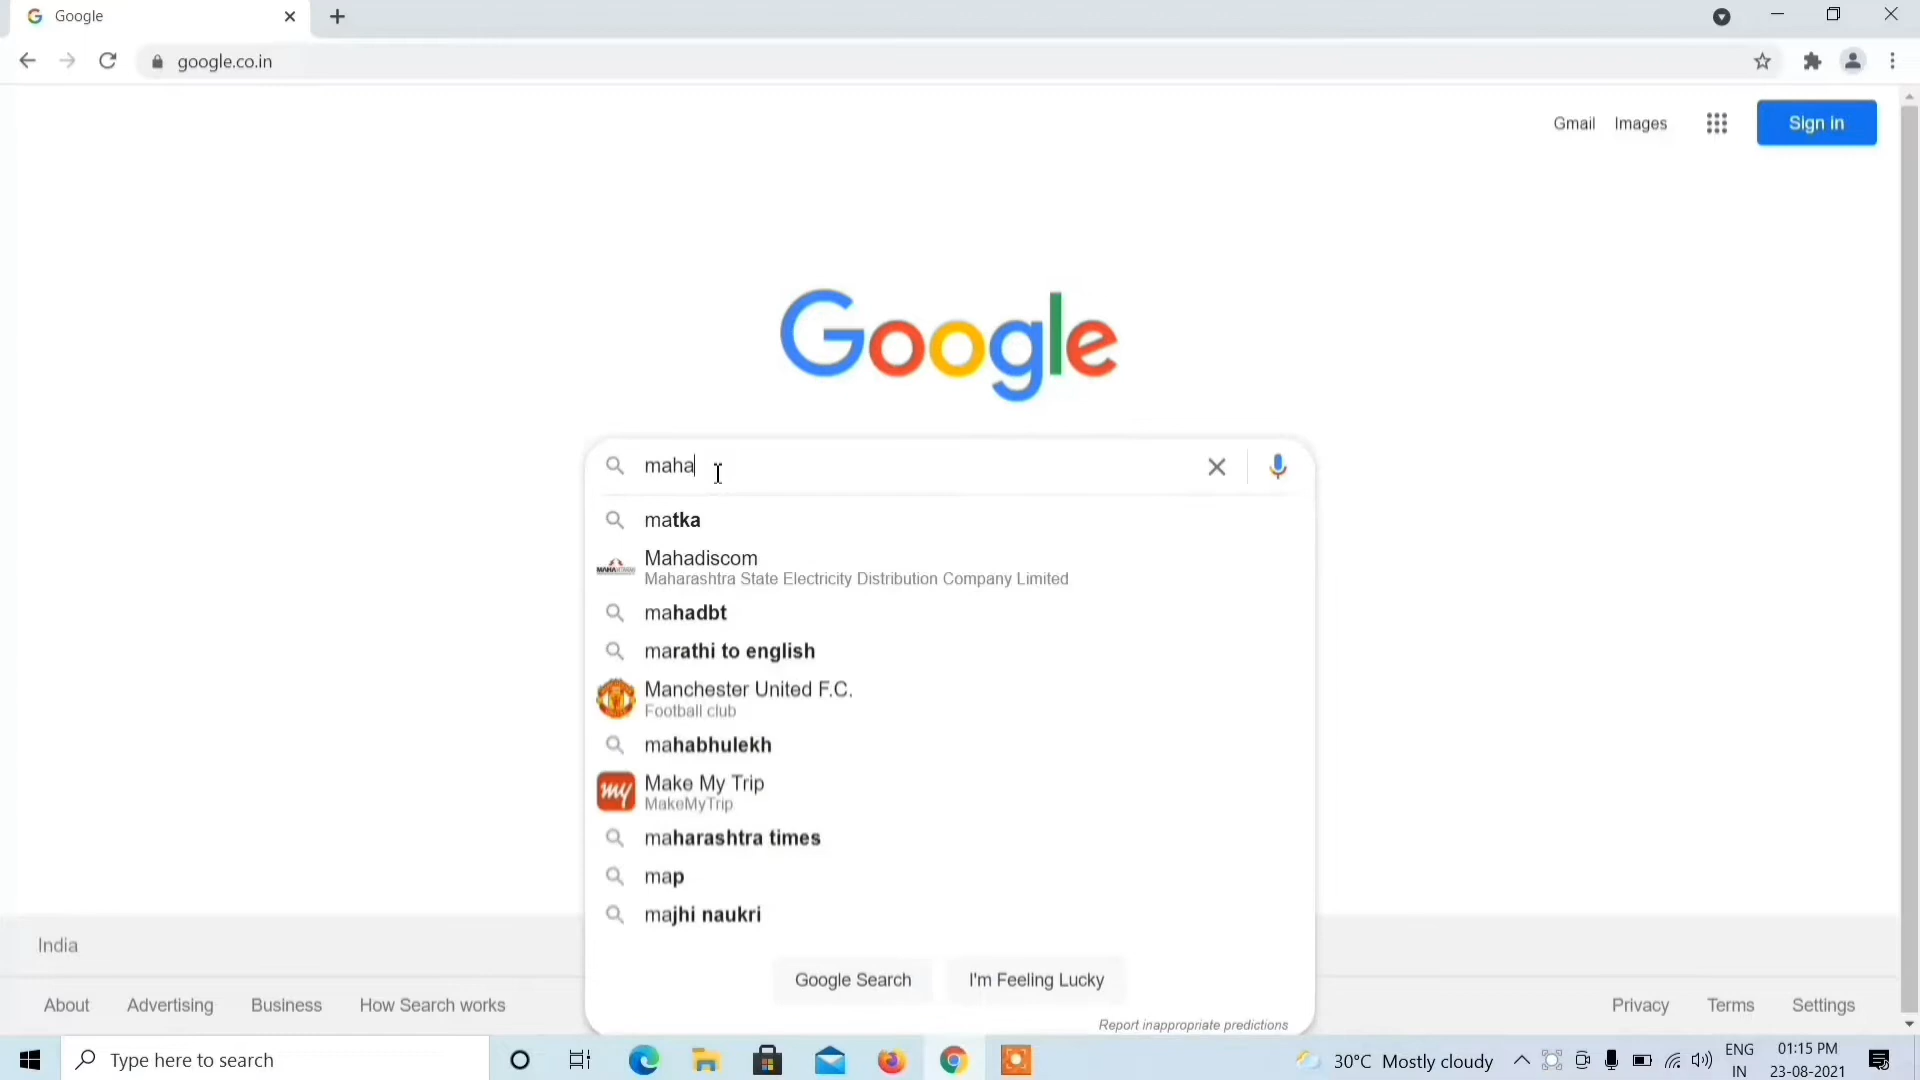 Google
google.co.in
Gmail Images Sign in
Google
maha
matka
Mahadiscom
Maharashtra State Electricity Distribution Company Limited
mahadbt
marathi to english
Manchester United F.C.
Football club
mahabhulekh
my
Make My Trip
MakeMyTrip
maharashtra times
map
majhi naukri
India
Google Search I'm Feeling Lucky
About Advertising Business How Search works
Privacy Terms Settings
Report inappropriate predictions
Type here to search
30°C Mostly cloudy
ENG
IN
01:15 PM
23-08-2021